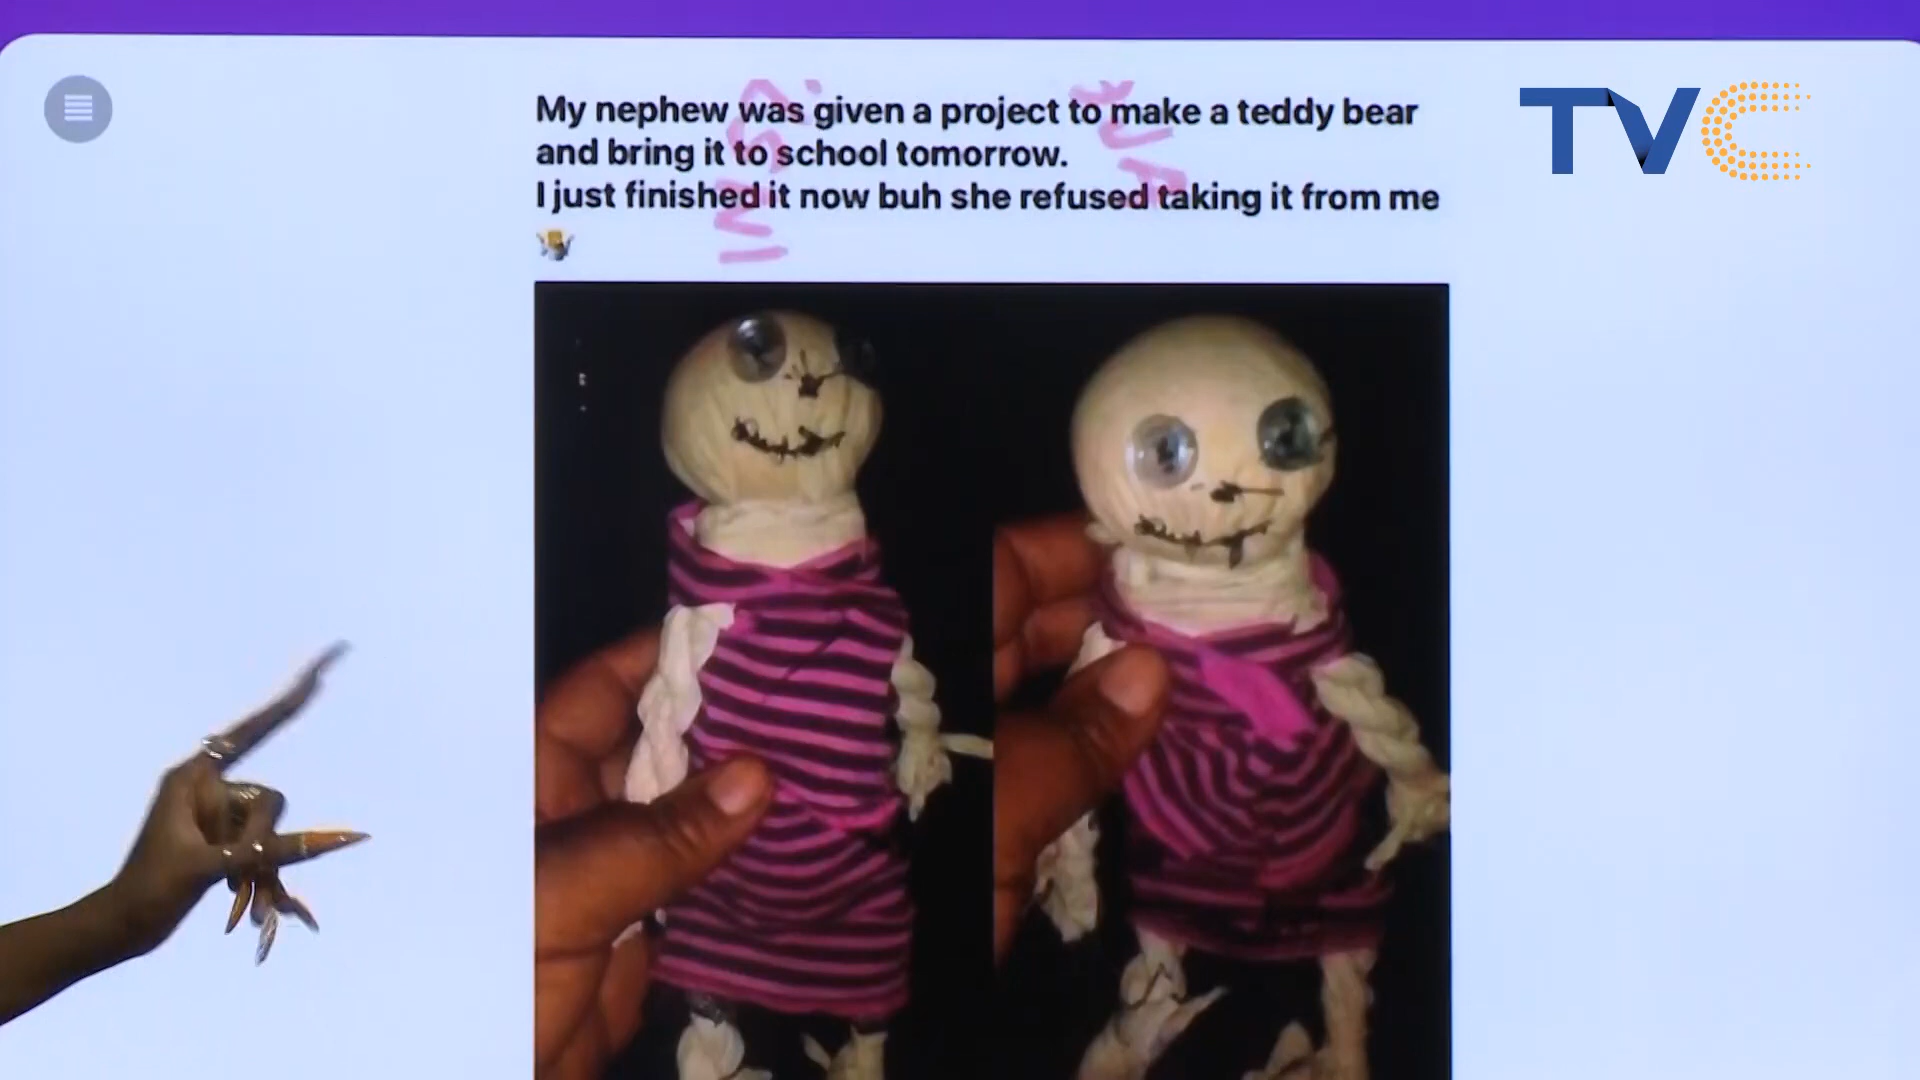 My nephew was given a project to make a teddy bear
and bring it to school tomorrow.
I just finished it now buh she refused taking it from me
TVC